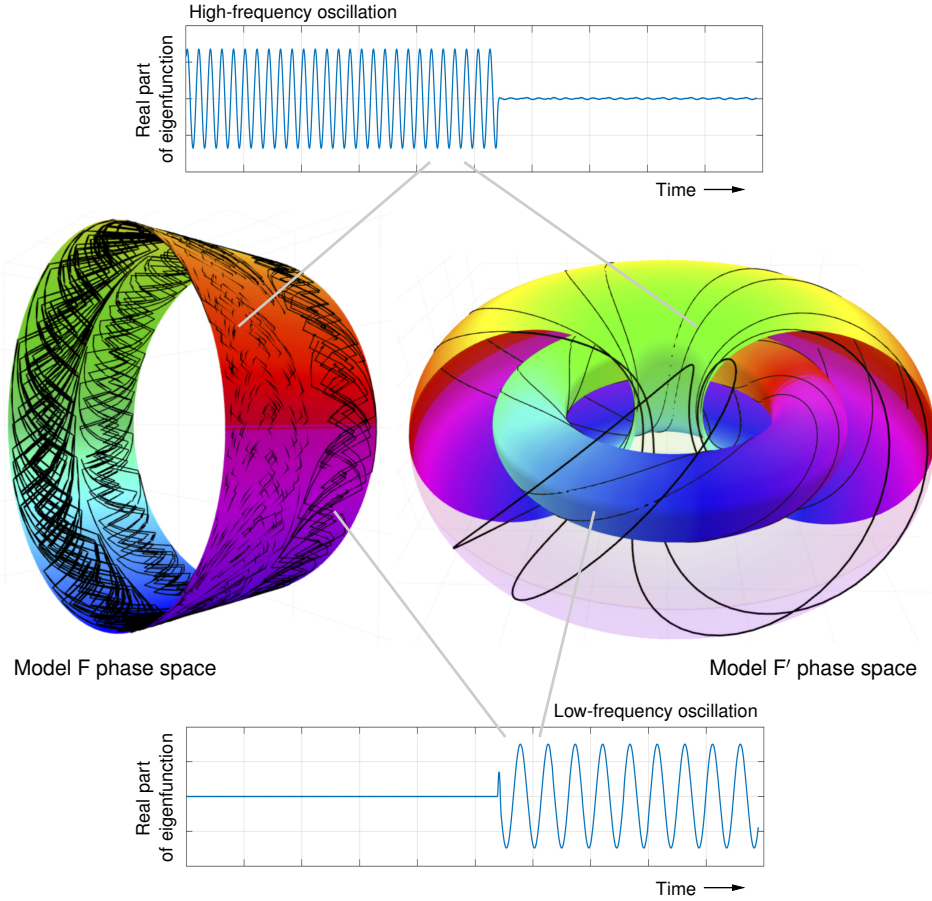 High-frequency oscillation
Real part
of eigenfunction
Time
Model F phase space
Model F′ phase space
Low-frequency oscillation
Real part
of eigenfunction
Time